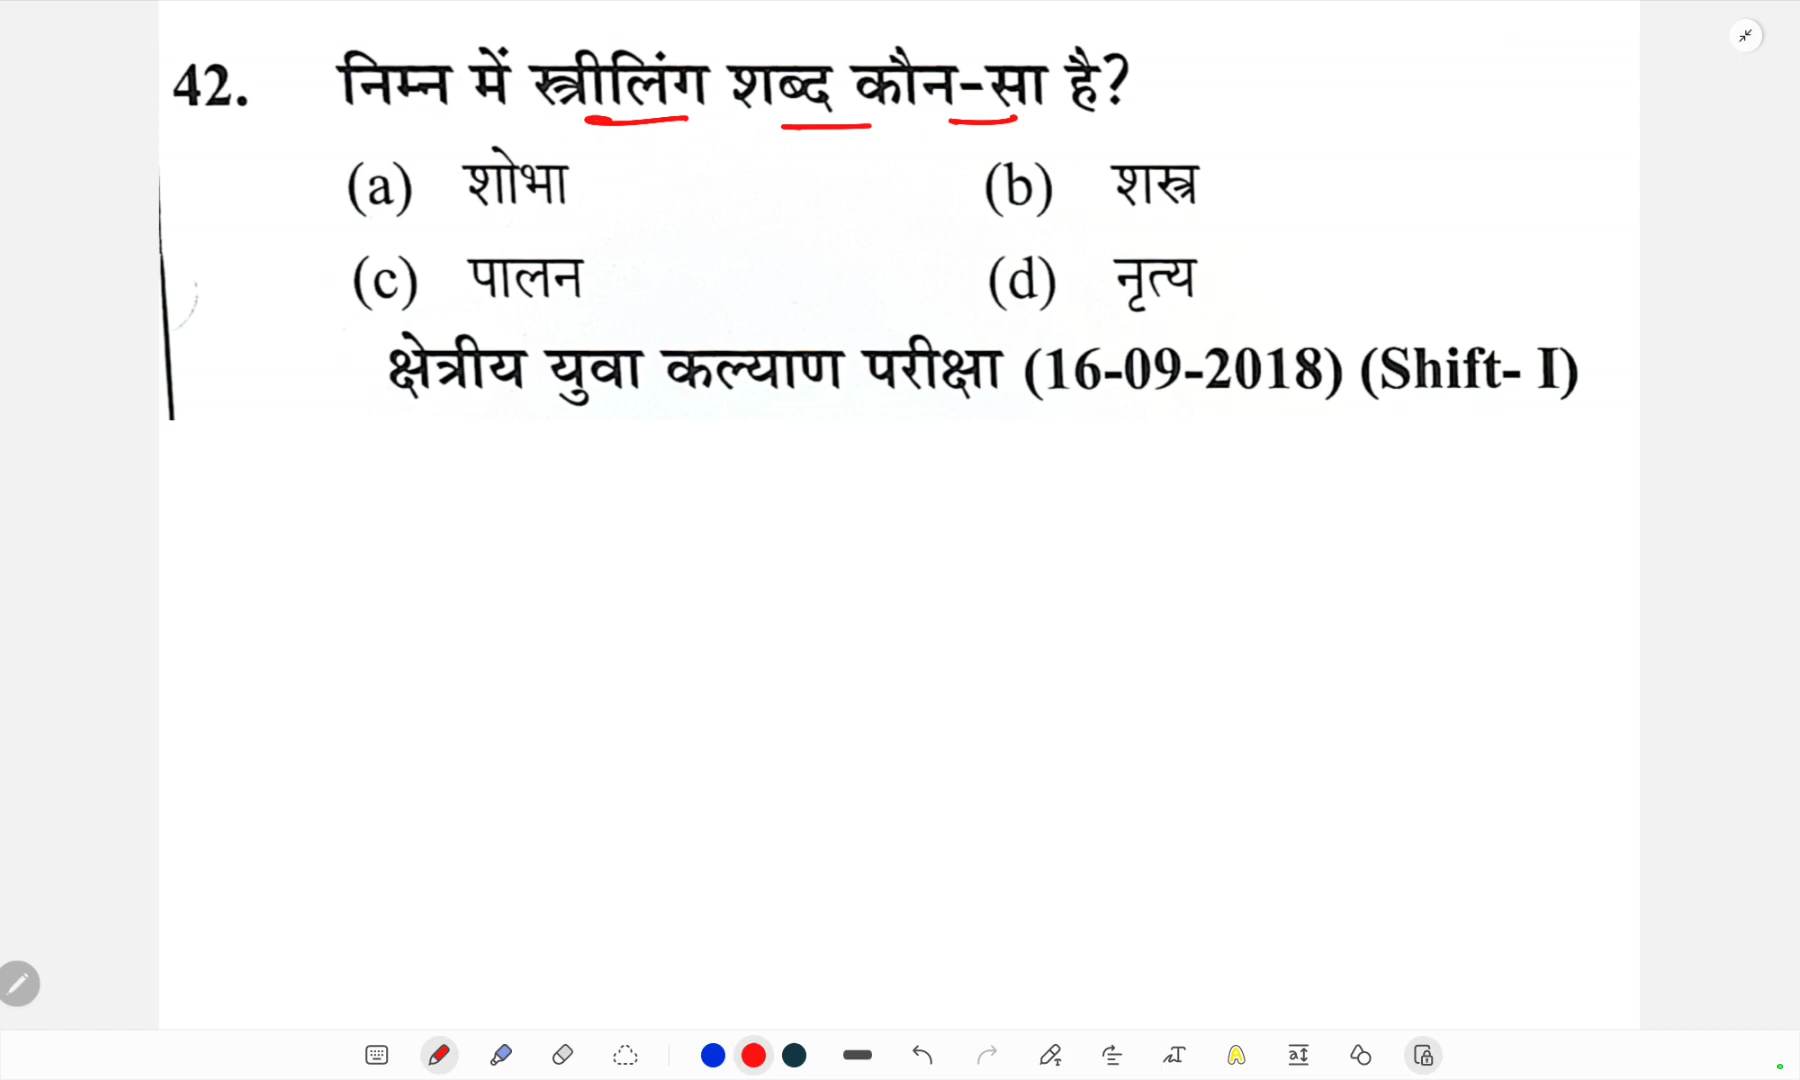 42. निम्न में स्त्रीलिंग शब्द कौन-सा है?
(a) शोभा (b) शस्त्र
(c) पालन (d) नृत्य
क्षेत्रीय युवा कल्याण परीक्षा (16-09-2018) (Shift- I)